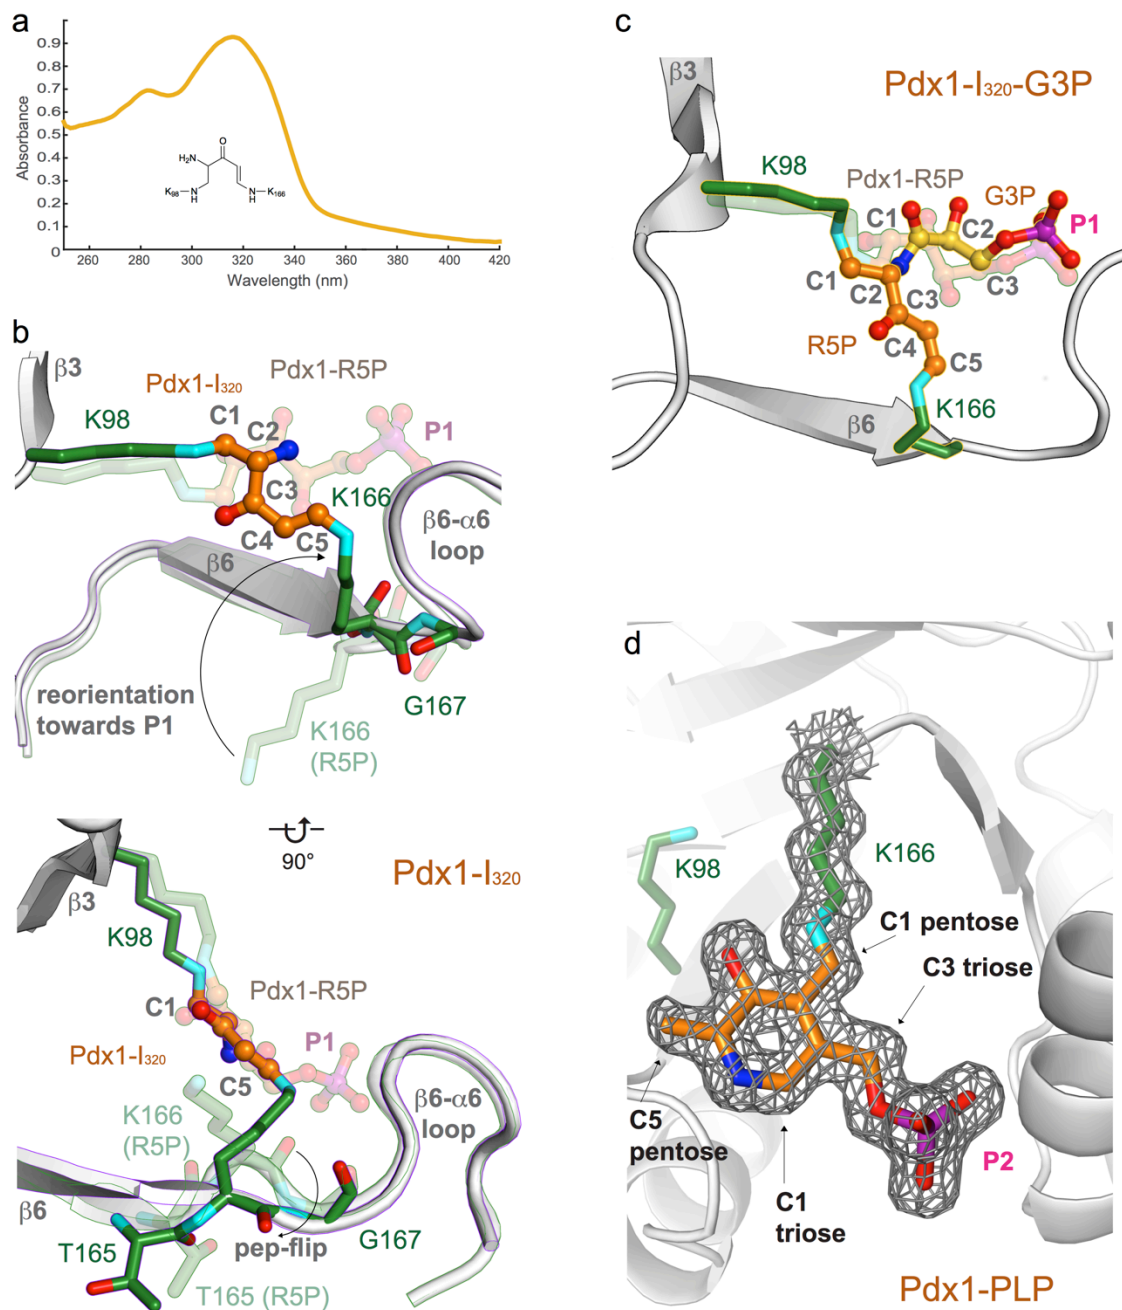 a
0.9
0.8
0.7
0.6
0.5
0.4
0.3
0.2
0.1
0
Absorbance
260 280 300 320 340 360 380 400 420
Wavelength (nm)
O
H₂N
K₉₈ N H
N H K₁₆₆
b
β3
Pdx1-I₃₂₀
Pdx1-R5P
K98
C1
C2
P1
C3
K166
C4
C5
β6-α6
loop
β6
reorientation
towards P1
G167
K166
(R5P)
90°
Pdx1-I₃₂₀
β3
K98
C1
Pdx1-R5P
Pdx1-I₃₂₀
P1
C5
β6-α6
loop
K166
(R5P)
β6
T165
pep-flip
G167
T165 (R5P)
c
β3
Pdx1-I₃₂₀-G3P
K98
Pdx1-R5P
G3P
C1
C2
P1
C1
C2
C3
C3
R5P
C4
C5
K166
β6
d
K98
K166
C1 pentose
C3 triose
C5
pentose
C1
triose
P2
Pdx1-PLP